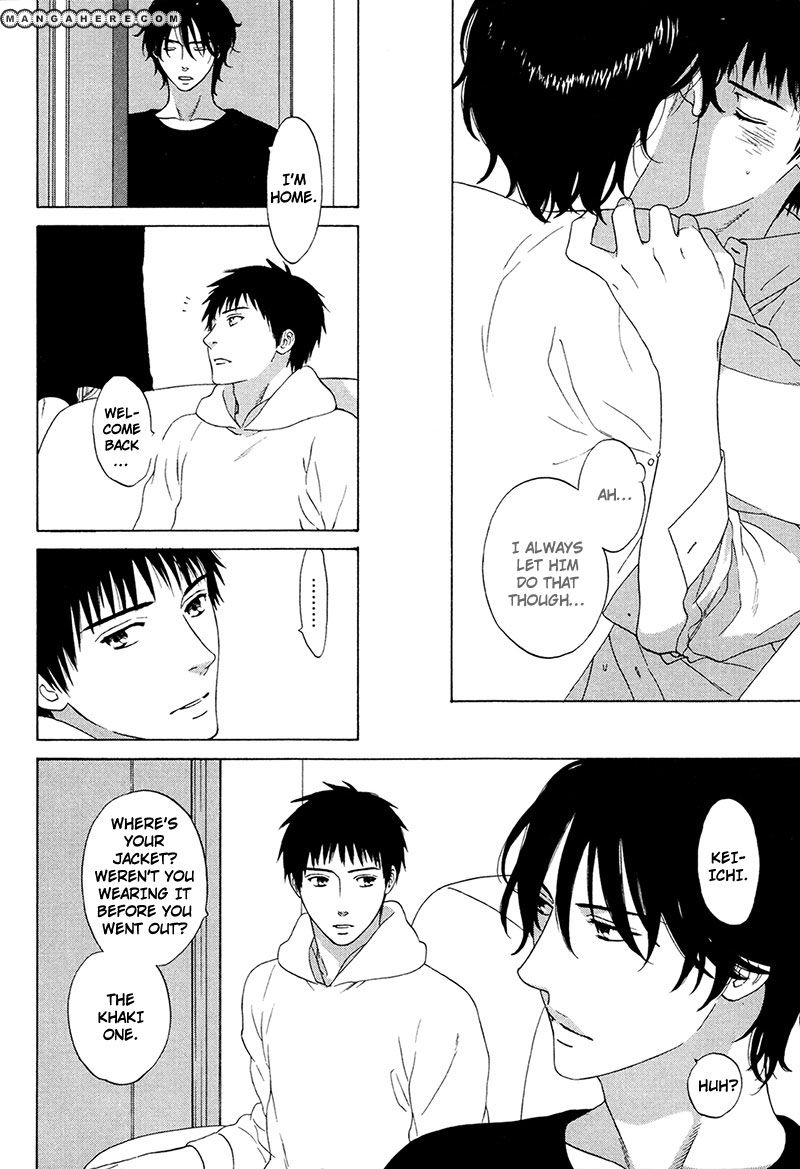 MANGAHERE.COM
AH...
I ALWAYS
LET HIM
DO THAT
THOUGH...
I'M
HOME.
WEL-
COME
BACK
...
........
KEI-
ICHI.
HUH?
WHERE'S
YOUR
JACKET?
WEREN'T YOU
WEARING IT
BEFORE YOU
WENT OUT?
THE
KHAKI
ONE.